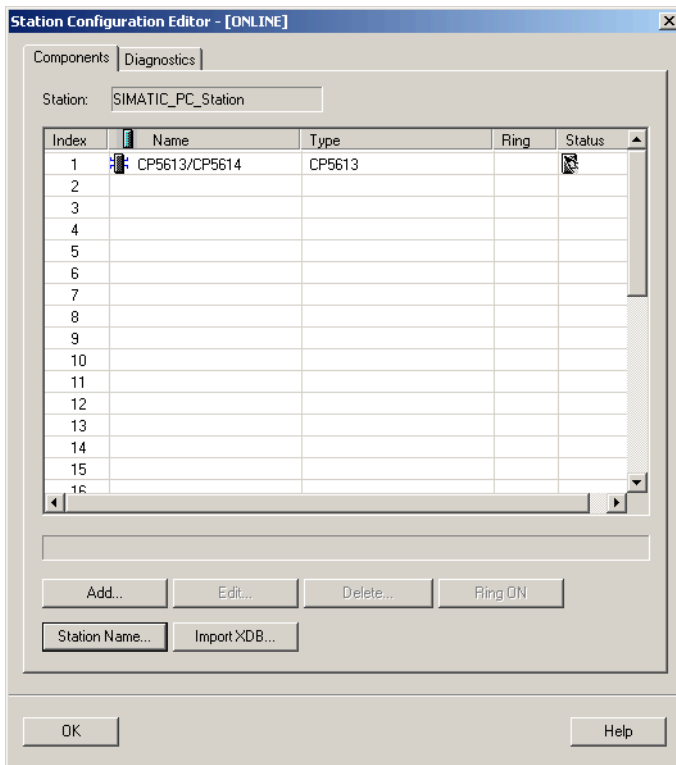 Station Configuration Editor - [ONLINE]
Components Diagnostics
Station: SIMATIC_PC_Station
Index Name Type Ring Status
1 CP5613/CP5614 CP5613
2
3
4
5
6
7
8
9
10
11
12
13
14
15
16
Add... Edit... Delete... Ring ON
Station Name... Import XDB...
OK Help